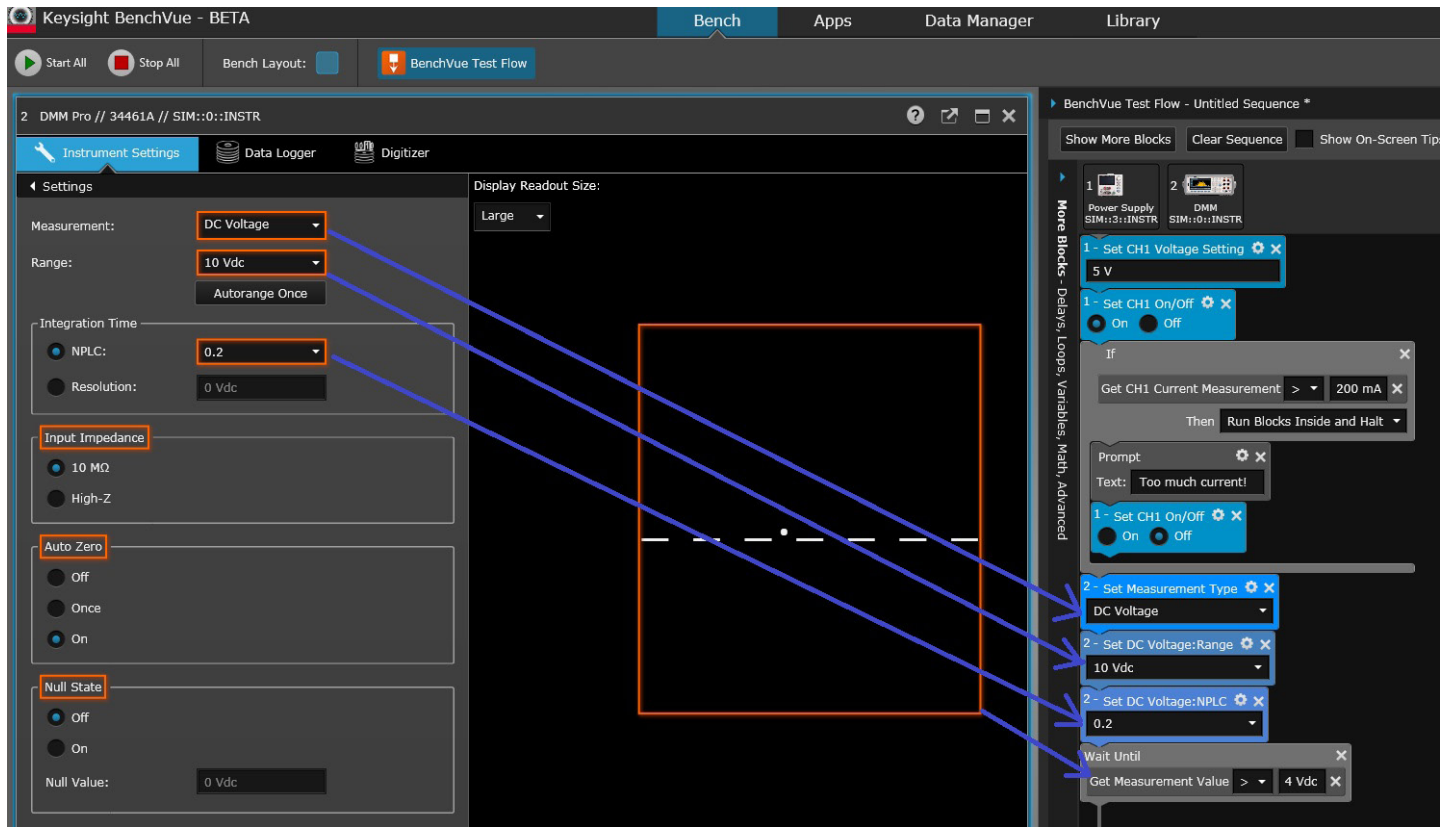 Keysight BenchVue - BETA
Bench Apps Data Manager Library
Start All Stop All Bench Layout: BenchVue Test Flow
2 DMM Pro // 34461A // SIM::0::INSTR
Instrument Settings Data Logger Digitizer
Settings
Measurement: DC Voltage
Range: 10 Vdc
Autorange Once
Integration Time
NPLC: 0.2
Resolution: 0 Vdc
Input Impedance
10 MΩ
High-Z
Auto Zero
Off
Once
On
Null State
Off
On
Null Value: 0 Vdc
Display Readout Size:
Large
BenchVue Test Flow - Untitled Sequence *
Show More Blocks Clear Sequence Show On-Screen Tips
More Blocks - Delays, Loops, Variables, Math, Advanced
1 2
Power Supply DMM
SIM::3::INSTR SIM::0::INSTR
1 - Set CH1 Voltage Setting
5 V
1 - Set CH1 On/Off
On Off
If
Get CH1 Current Measurement > 200 mA
Then Run Blocks Inside and Halt
Prompt
Text: Too much current!
1 - Set CH1 On/Off
On Off
2 - Set Measurement Type
DC Voltage
2 - Set DC Voltage:Range
10 Vdc
2 - Set DC Voltage:NPLC
0.2
Wait Until
Get Measurement Value > 4 Vdc